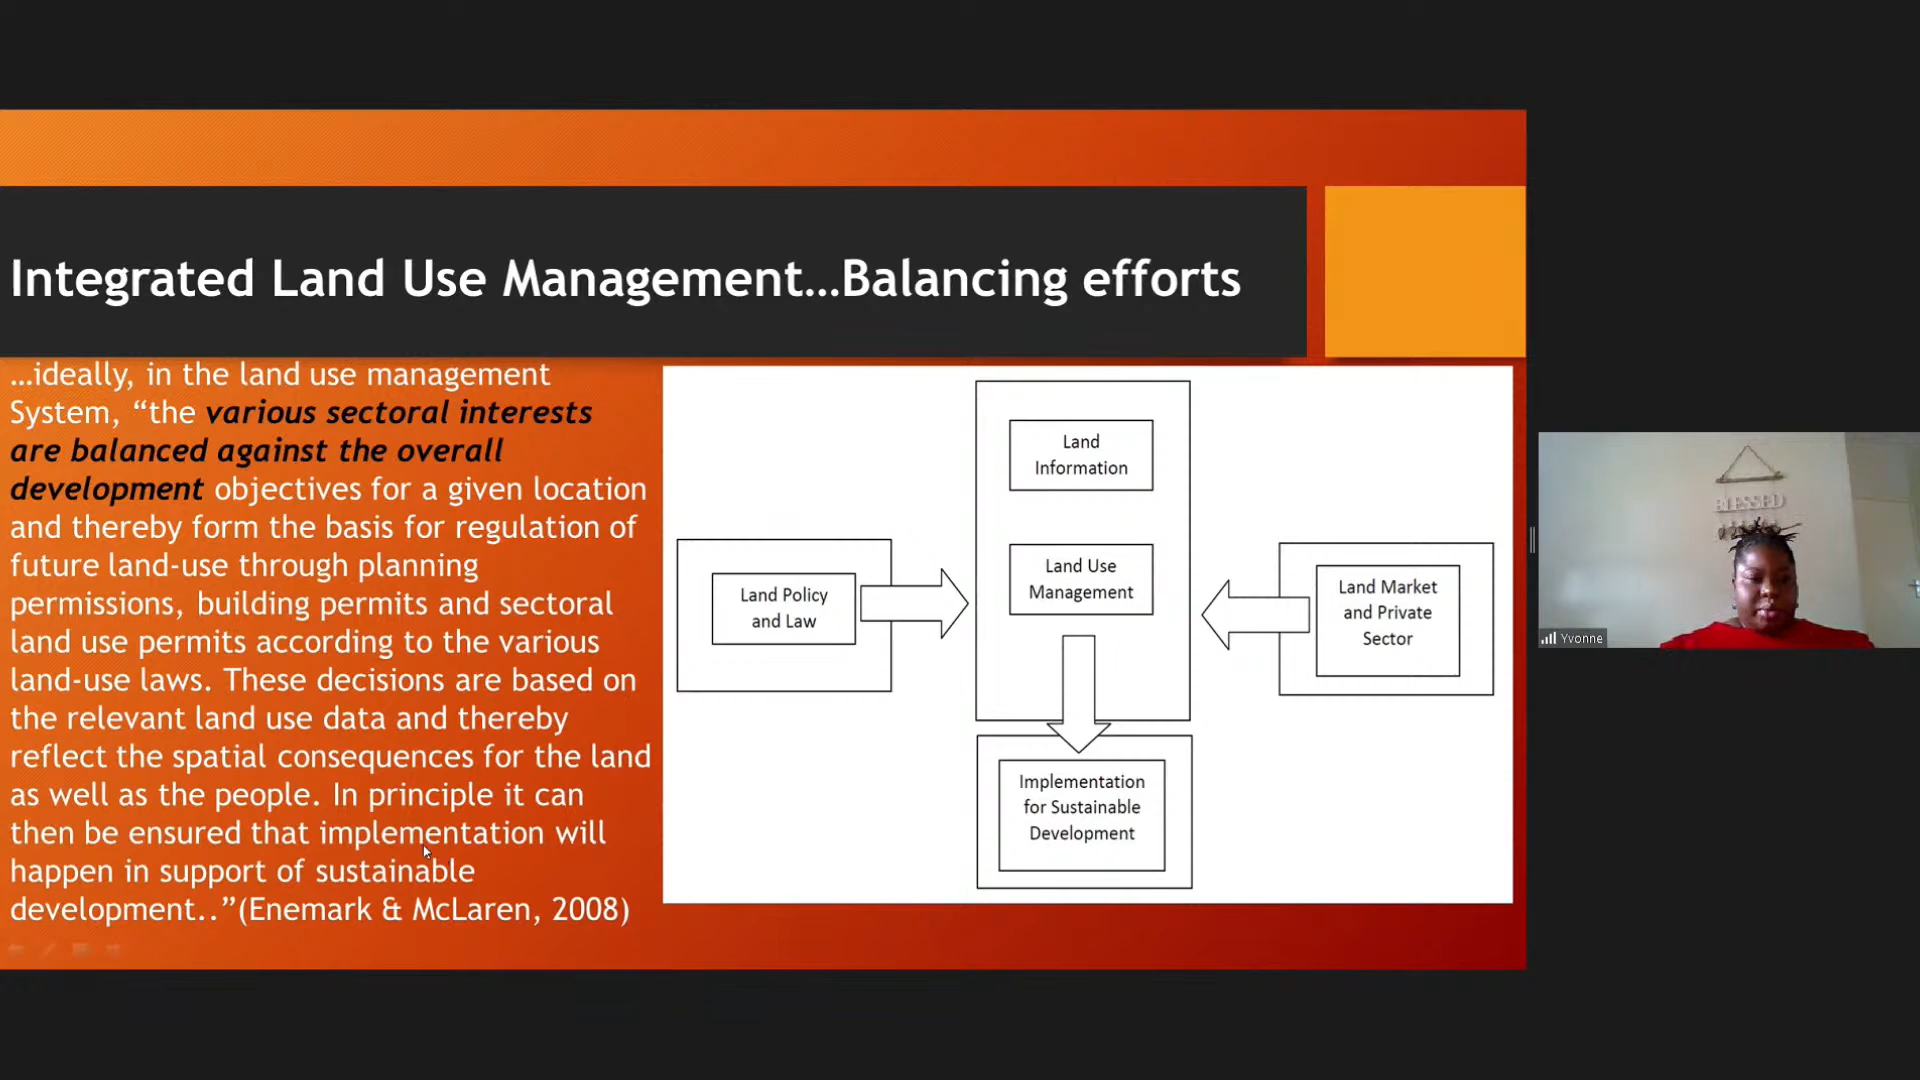 Integrated Land Use Management…Balancing efforts
…ideally, in the land use management
System, “the various sectoral interests
are balanced against the overall
development objectives for a given location
and thereby form the basis for regulation of
future land-use through planning
permissions, building permits and sectoral
land use permits according to the various
land-use laws. These decisions are based on
the relevant land use data and thereby
reflect the spatial consequences for the land
as well as the people. In principle it can
then be ensured that implementation will
happen in support of sustainable
development..”(Enemark & McLaren, 2008)
Land
Information
Land Policy
and Law
Land Use
Management
Land Market
and Private
Sector
Implementation
for Sustainable
Development
BLESSED
Yvonne